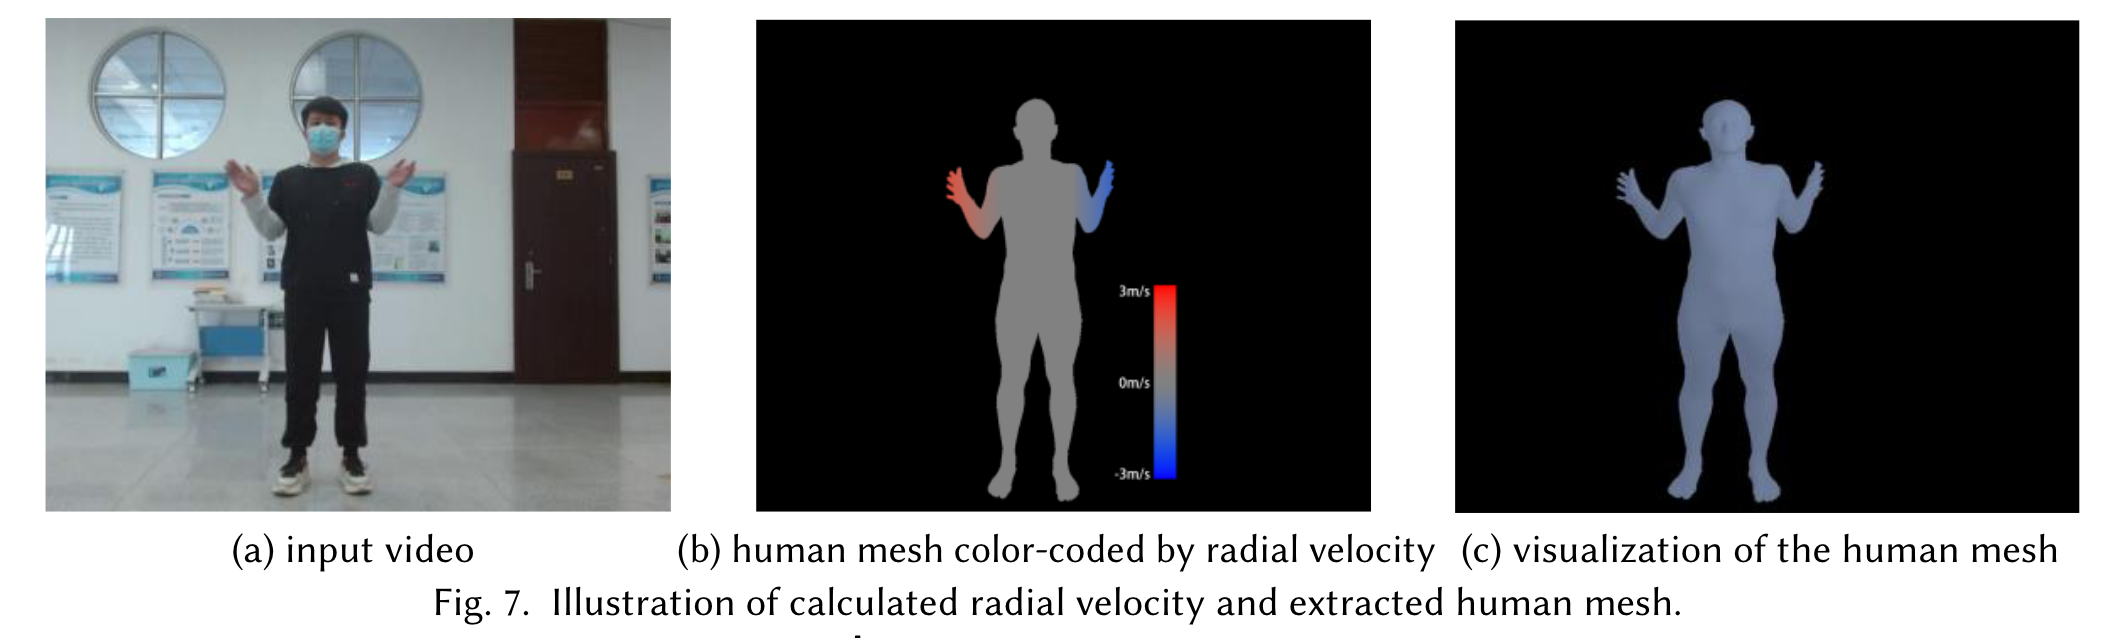 3m/s
0m/s
-3m/s
(a) input video
(b) human mesh color-coded by radial velocity
(c) visualization of the human mesh
Fig. 7. Illustration of calculated radial velocity and extracted human mesh.